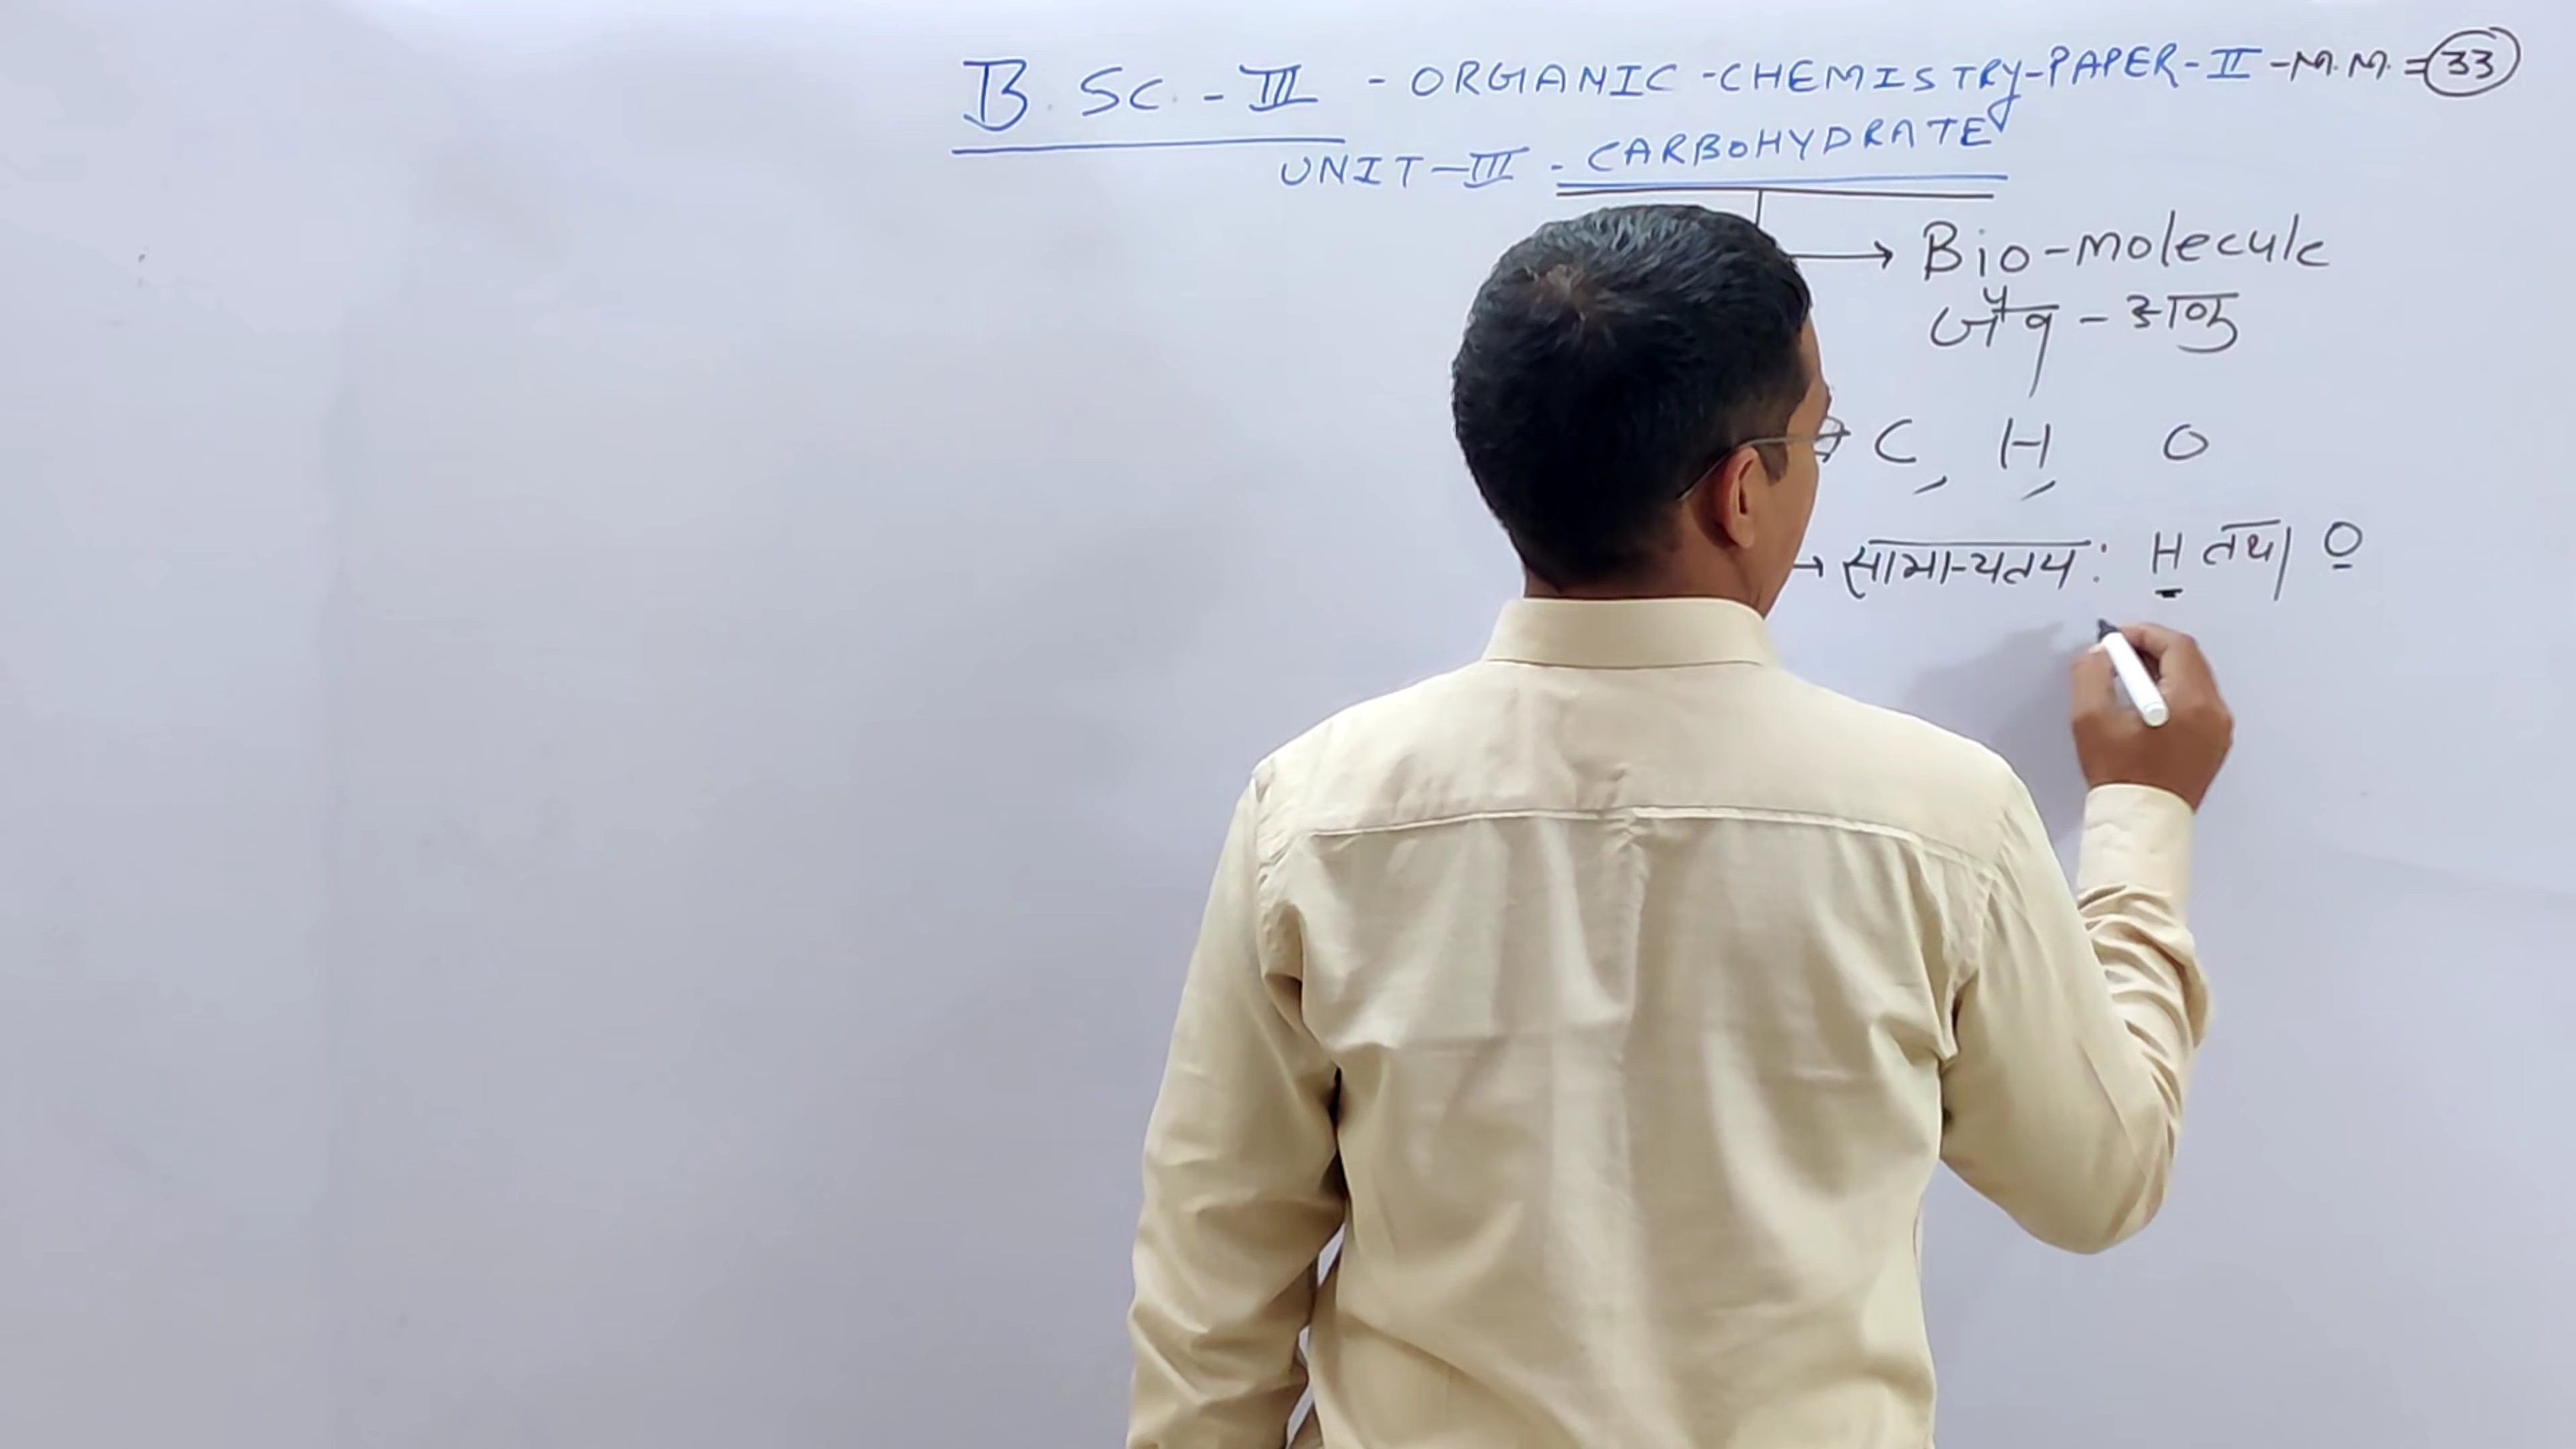 B.SC.-III - ORGANIC-CHEMISTRY-PAPER-II-M.M.=33
UNIT-III - CARBOHYDRATE
→ Bio-molecule
जैव-अणु
→ C, H, O
→ सामान्यतय: H तथा O